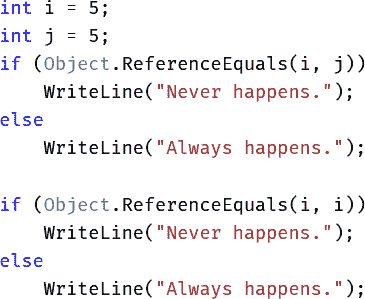 int i = 5;
int j = 5;
if (Object.ReferenceEquals(i, j))
    WriteLine("Never happens.");
else
    WriteLine("Always happens.");

if (Object.ReferenceEquals(i, i))
    WriteLine("Never happens.");
else
    WriteLine("Always happens.");